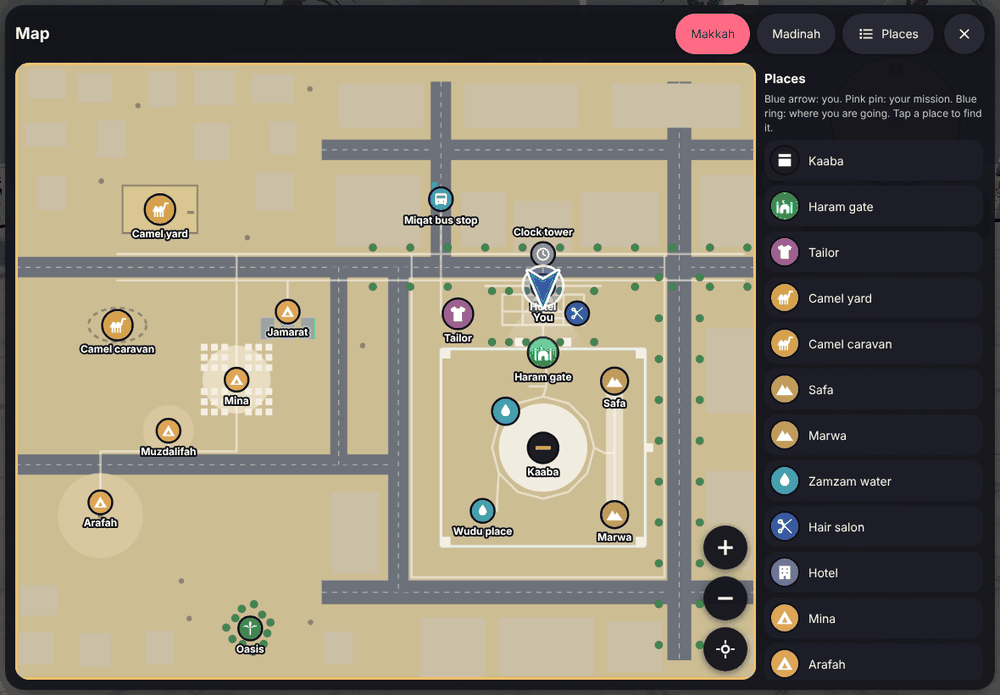 Map
Makkah
Madinah
Places
Camel yard
Miqat bus stop
Clock tower
Hotel
You
Tailor
Camel caravan
Jamarat
Haram gate
Mina
Safa
Muzdalifah
Kaaba
Arafah
Wudu place
Marwa
Oasis
Places
Blue arrow: you. Pink pin: your mission. Blue
ring: where you are going. Tap a place to find
it.
Kaaba
Haram gate
Tailor
Camel yard
Camel caravan
Safa
Marwa
Zamzam water
Hair salon
Hotel
Mina
Arafah